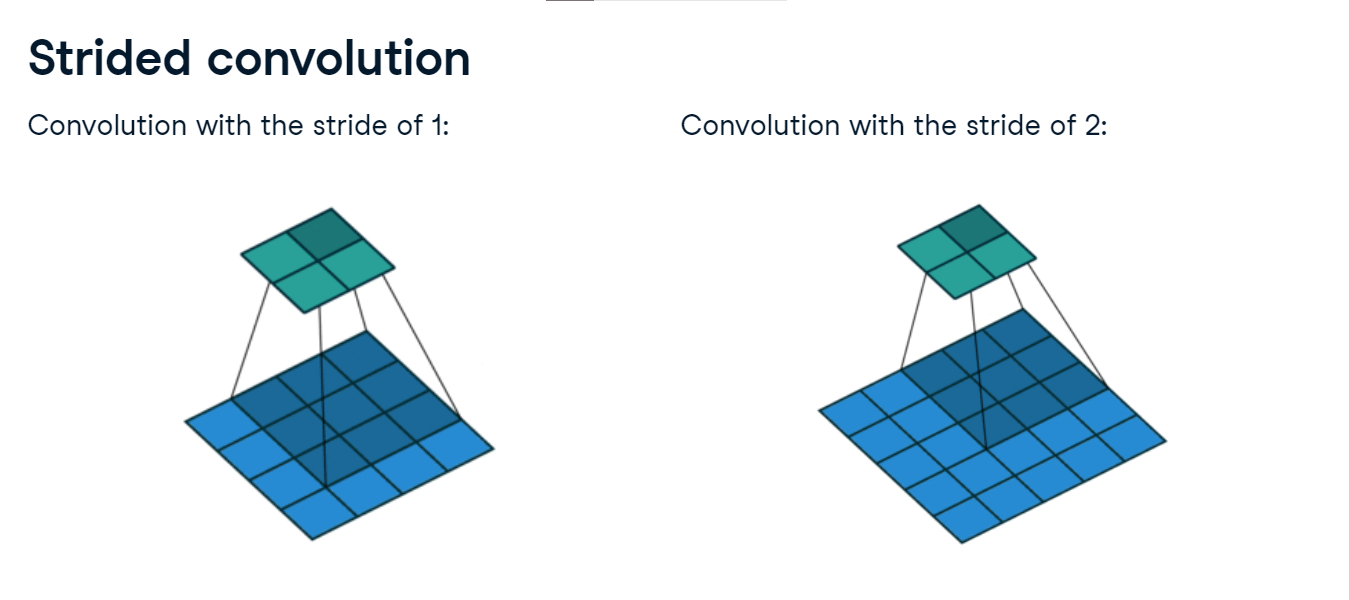 Strided convolution
Convolution with the stride of 1:
Convolution with the stride of 2: